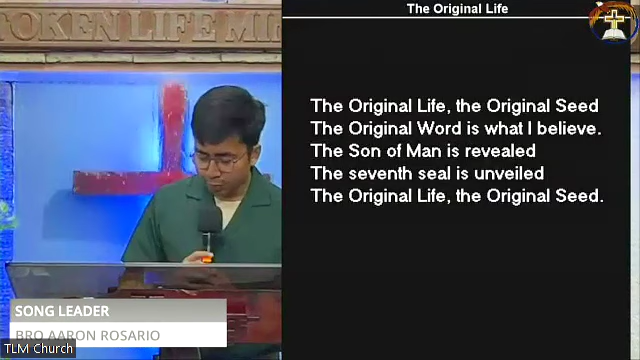 TOKEN LIFE MI
The Original Life
The Original Life, the Original Seed
The Original Word is what I believe.
The Son of Man is revealed
The seventh seal is unveiled
The Original Life, the Original Seed.
SONG LEADER
BRO AARON ROSARIO
TLM Church